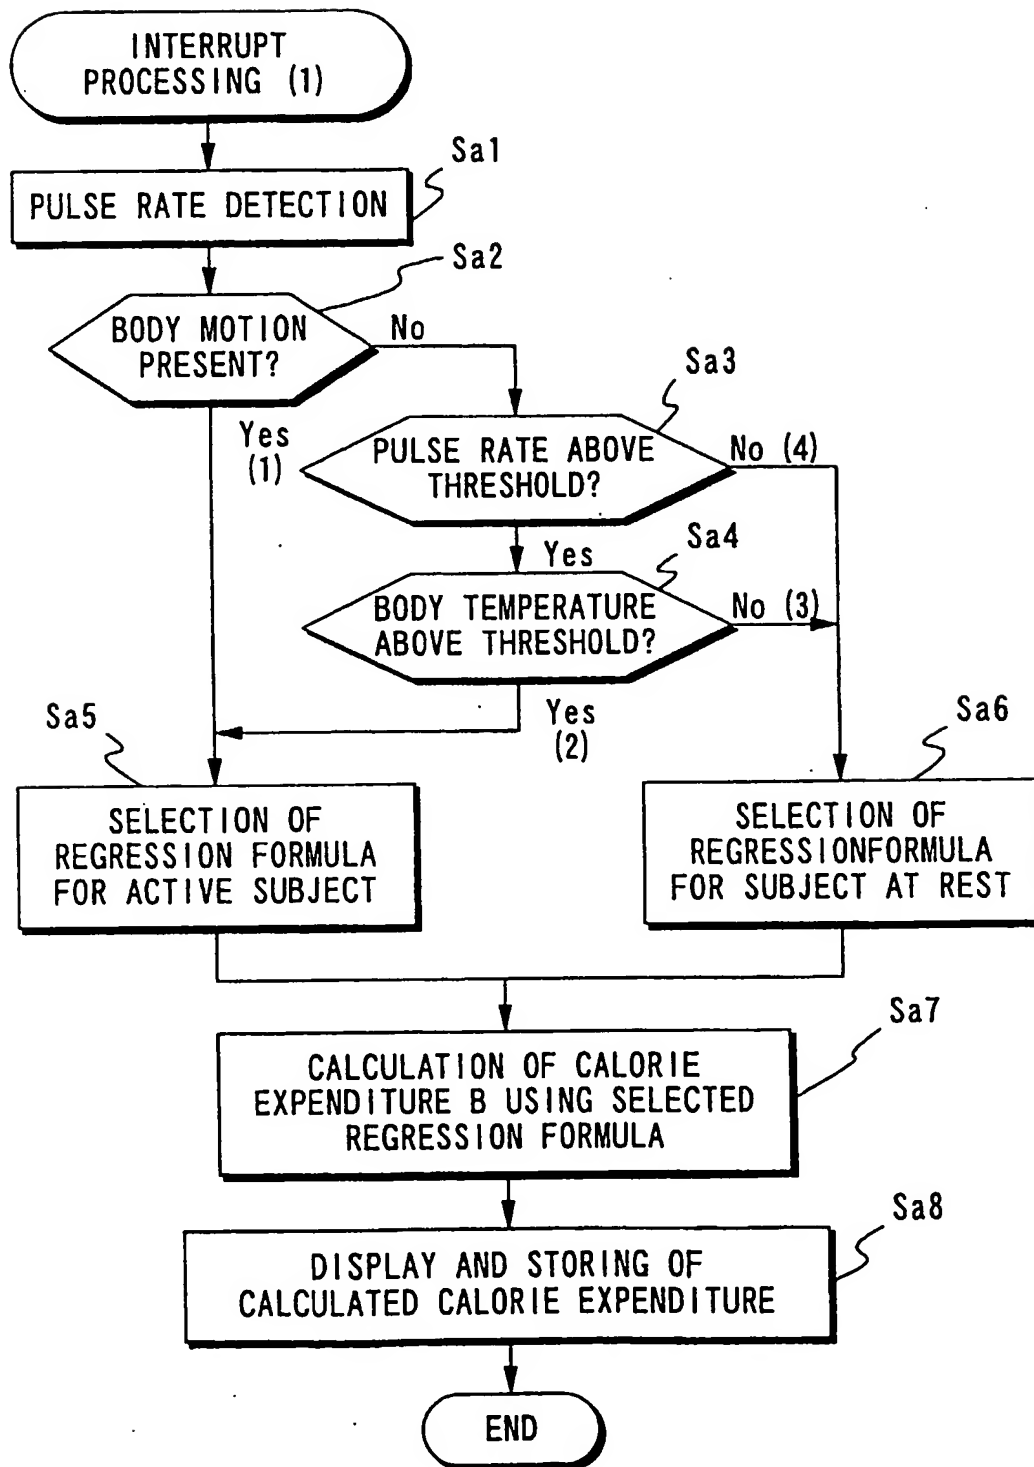 INTERRUPT
PROCESSING (1)
Sa1
PULSE RATE DETECTION
Sa2
BODY MOTION
PRESENT?
No
Yes
(1)
Sa3
PULSE RATE ABOVE
THRESHOLD?
No (4)
Yes
Sa4
BODY TEMPERATURE
ABOVE THRESHOLD?
No (3)
Yes
(2)
Sa5
SELECTION OF
REGRESSION FORMULA
FOR ACTIVE SUBJECT
Sa6
SELECTION OF
REGRESSIONFORMULA
FOR SUBJECT AT REST
Sa7
CALCULATION OF CALORIE
EXPENDITURE B USING SELECTED
REGRESSION FORMULA
Sa8
DISPLAY AND STORING OF
CALCULATED CALORIE EXPENDITURE
END